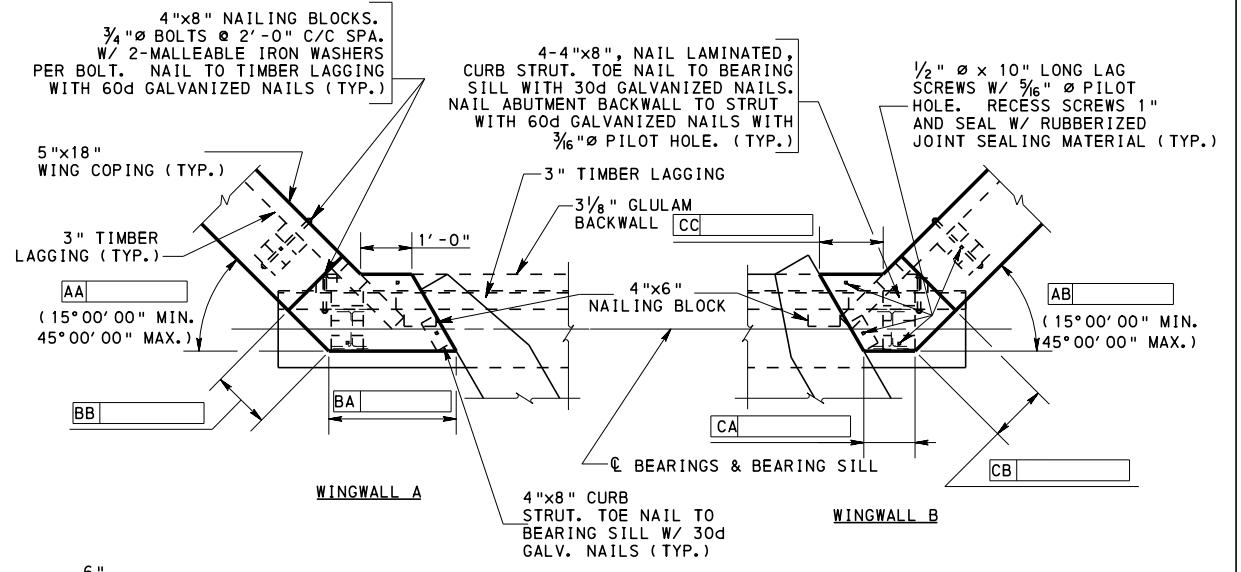 4"x8" NAILING BLOCKS.
3/4"Ø BOLTS @ 2'-0" C/C SPA.
W/ 2-MALLEABLE IRON WASHERS
PER BOLT. NAIL TO TIMBER LAGGING
WITH 60d GALVANIZED NAILS (TYP.)
4-4"x8", NAIL LAMINATED,
CURB STRUT. TOE NAIL TO BEARING
SILL WITH 30d GALVANIZED NAILS.
NAIL ABUTMENT BACKWALL TO STRUT
WITH 60d GALVANIZED NAILS WITH
3/16"Ø PILOT HOLE. (TYP.)
1/2" Ø x 10" LONG LAG
SCREWS W/ 5/16" Ø PILOT
HOLE. RECESS SCREWS 1"
AND SEAL W/ RUBBERIZED
JOINT SEALING MATERIAL (TYP.)
5"x18"
WING COPING (TYP.)
3" TIMBER LAGGING
3 1/8" GLULAM
BACKWALL
CC
3" TIMBER
LAGGING (TYP.)
1'-0"
4"x6"
NAILING BLOCK
AA
(15°00'00" MIN.
45°00'00" MAX.)
AB
(15°00'00" MIN.
45°00'00" MAX.)
BB
BA
CA
CB
℄ BEARINGS & BEARING SILL
WINGWALL A
4"x8" CURB
STRUT. TOE NAIL TO
BEARING SILL W/ 30d
GALV. NAILS (TYP.)
WINGWALL B
6"